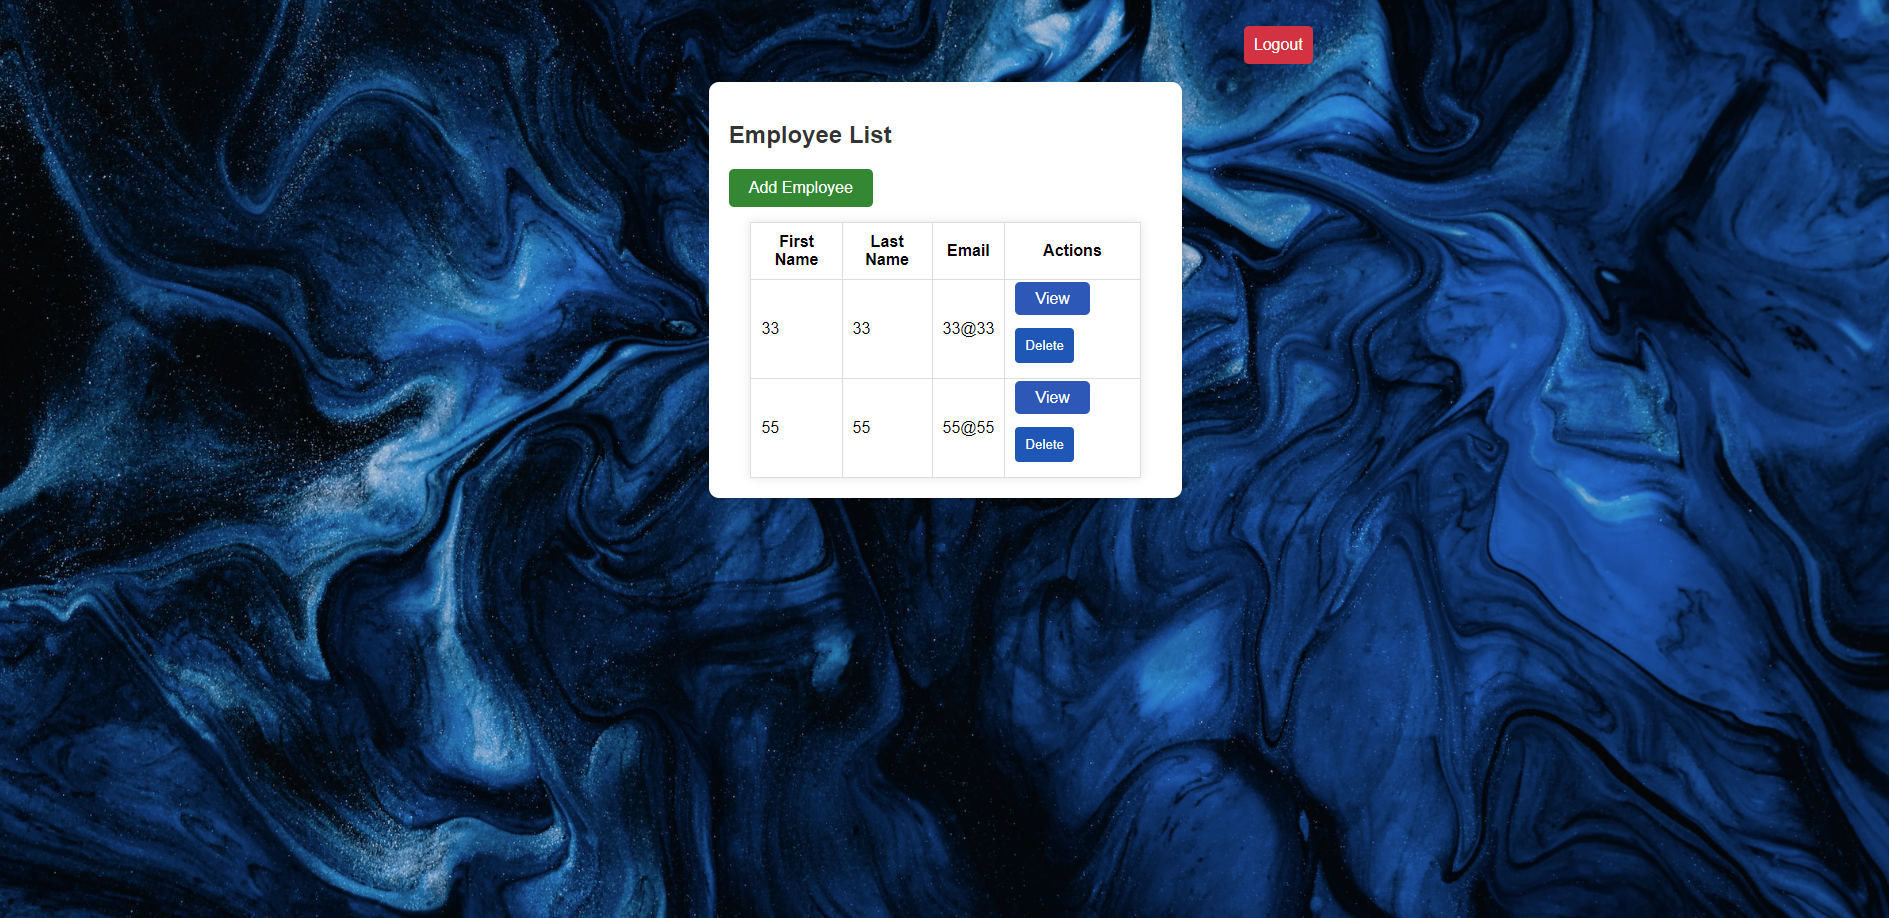 Logout
Employee List
Add Employee
First Name Last Name Email Actions
33 33 33@33 View
Delete
55 55 55@55 View
Delete